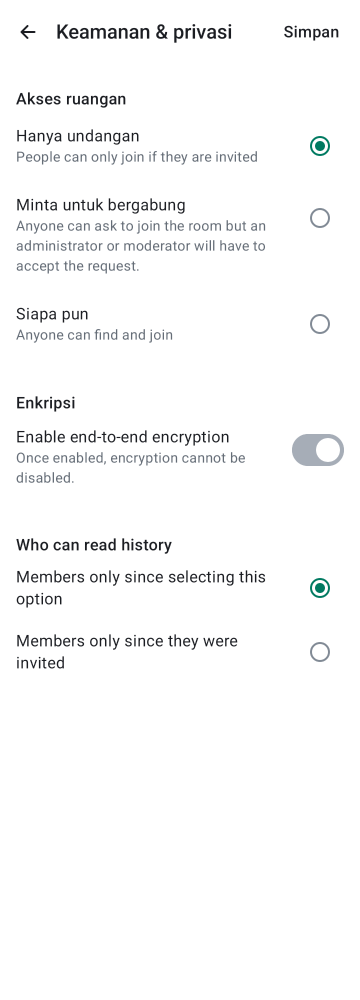 Keamanan & privasi
Simpan
Akses ruangan
Hanya undangan
People can only join if they are invited
Minta untuk bergabung
Anyone can ask to join the room but an
administrator or moderator will have to
accept the request.
Siapa pun
Anyone can find and join
Enkripsi
Enable end-to-end encryption
Once enabled, encryption cannot be
disabled.
Who can read history
Members only since selecting this
option
Members only since they were
invited